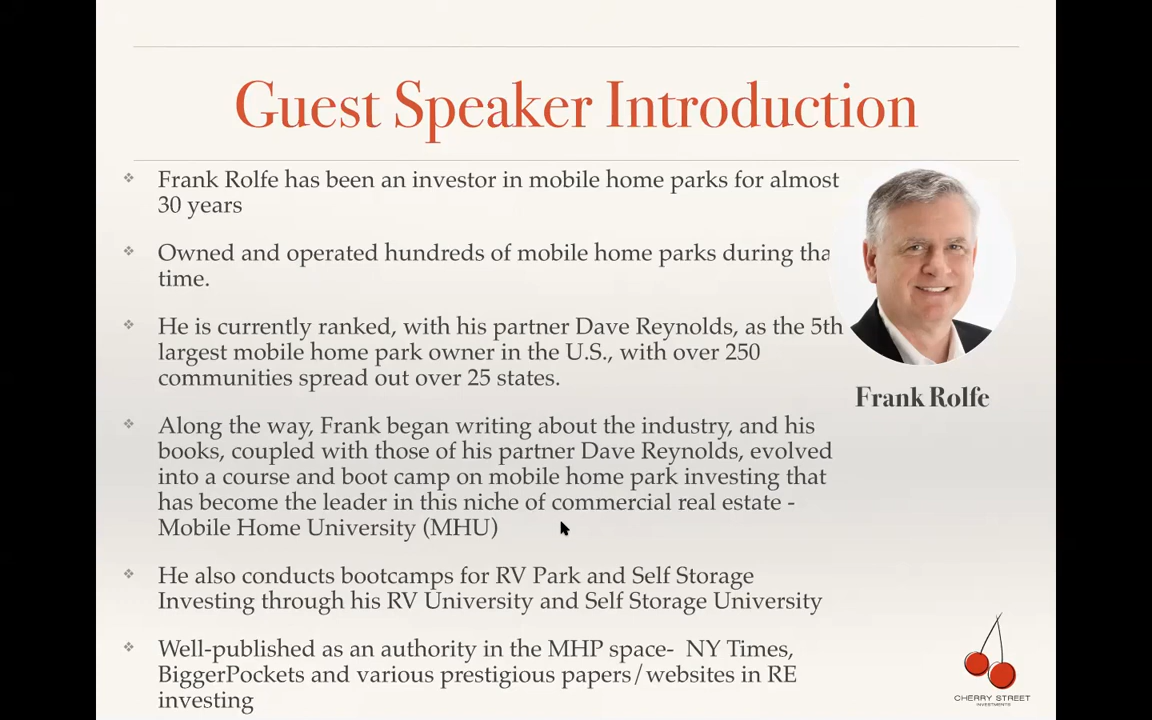 Guest Speaker Introduction
Frank Rolfe has been an investor in mobile home parks for almost
30 years
Owned and operated hundreds of mobile home parks during tha
time.
He is currently ranked, with his partner Dave Reynolds, as the 5th
largest mobile home park owner in the U.S., with over 250
communities spread out over 25 states.
Along the way, Frank began writing about the industry, and his
books, coupled with those of his partner Dave Reynolds, evolved
into a course and boot camp on mobile home park investing that
has become the leader in this niche of commercial real estate -
Mobile Home University (MHU)
He also conducts bootcamps for RV Park and Self Storage
Investing through his RV University and Self Storage University
Well-published as an authority in the MHP space- NY Times,
BiggerPockets and various prestigious papers/websites in RE
investing
Frank Rolfe
CHERRY STREET
INVESTMENTS